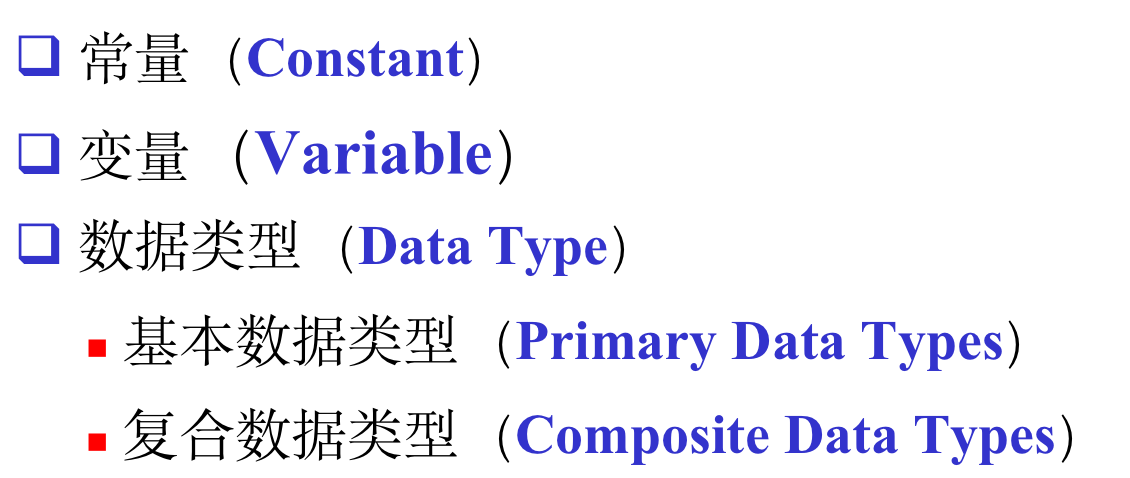 常量（Constant）
变量（Variable）
数据类型（Data Type）
基本数据类型（Primary Data Types）
复合数据类型（Composite Data Types）